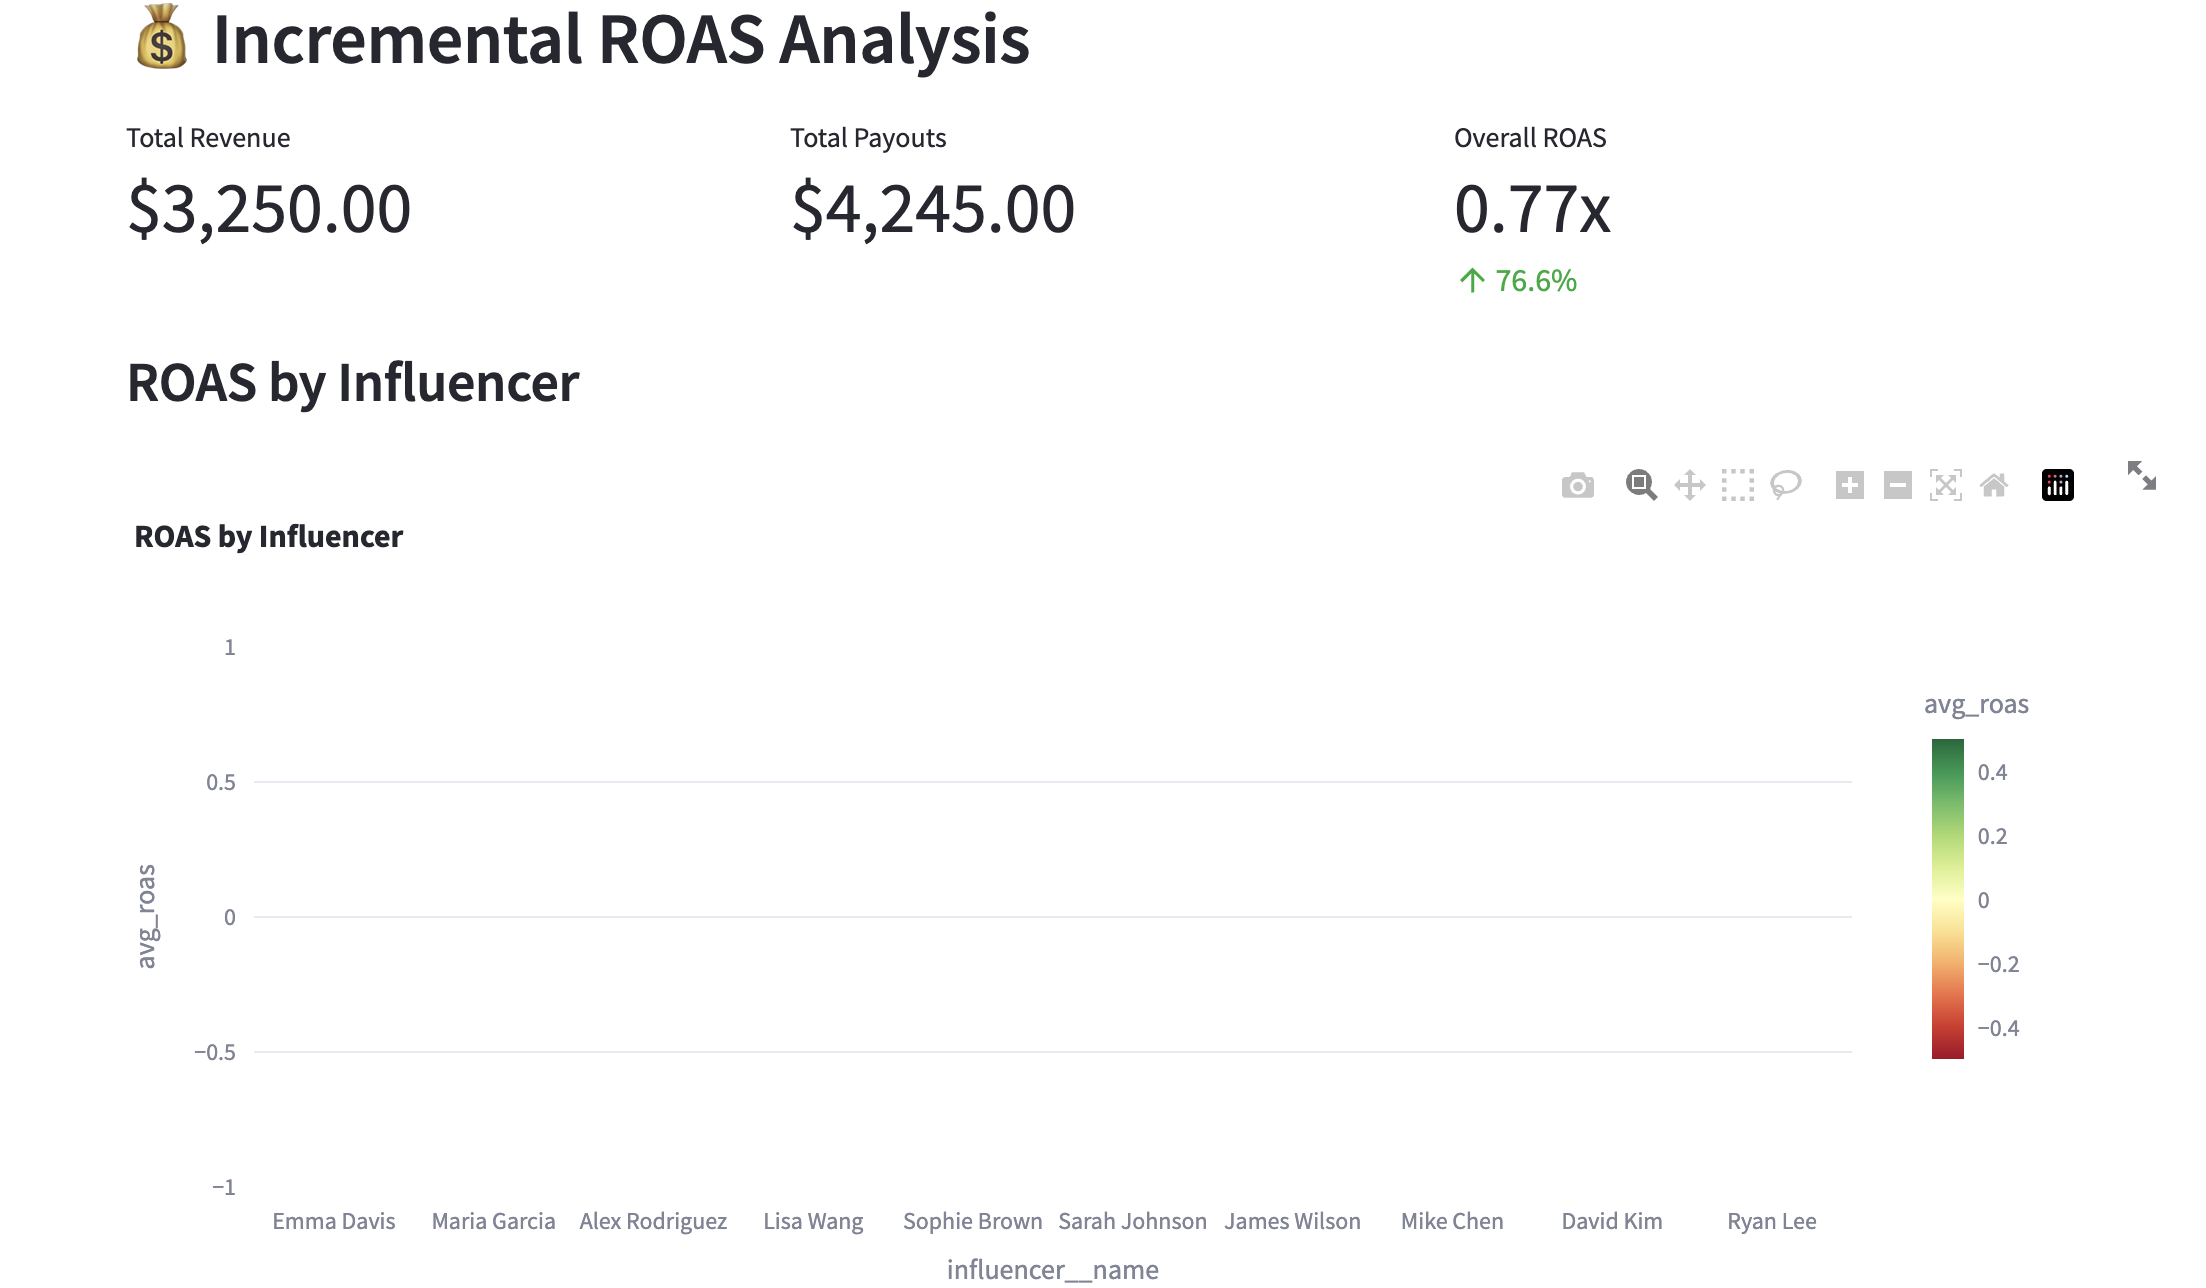 Incremental ROAS Analysis
Total Revenue
$3,250.00
Total Payouts
$4,245.00
Overall ROAS
0.77x
↑ 76.6%
ROAS by Influencer
ROAS by Influencer
avg_roas
1
0.5
0
−0.5
−1
Emma Davis
Maria Garcia
Alex Rodriguez
Lisa Wang
Sophie Brown
Sarah Johnson
James Wilson
Mike Chen
David Kim
Ryan Lee
influencer__name
avg_roas
0.4
0.2
0
−0.2
−0.4